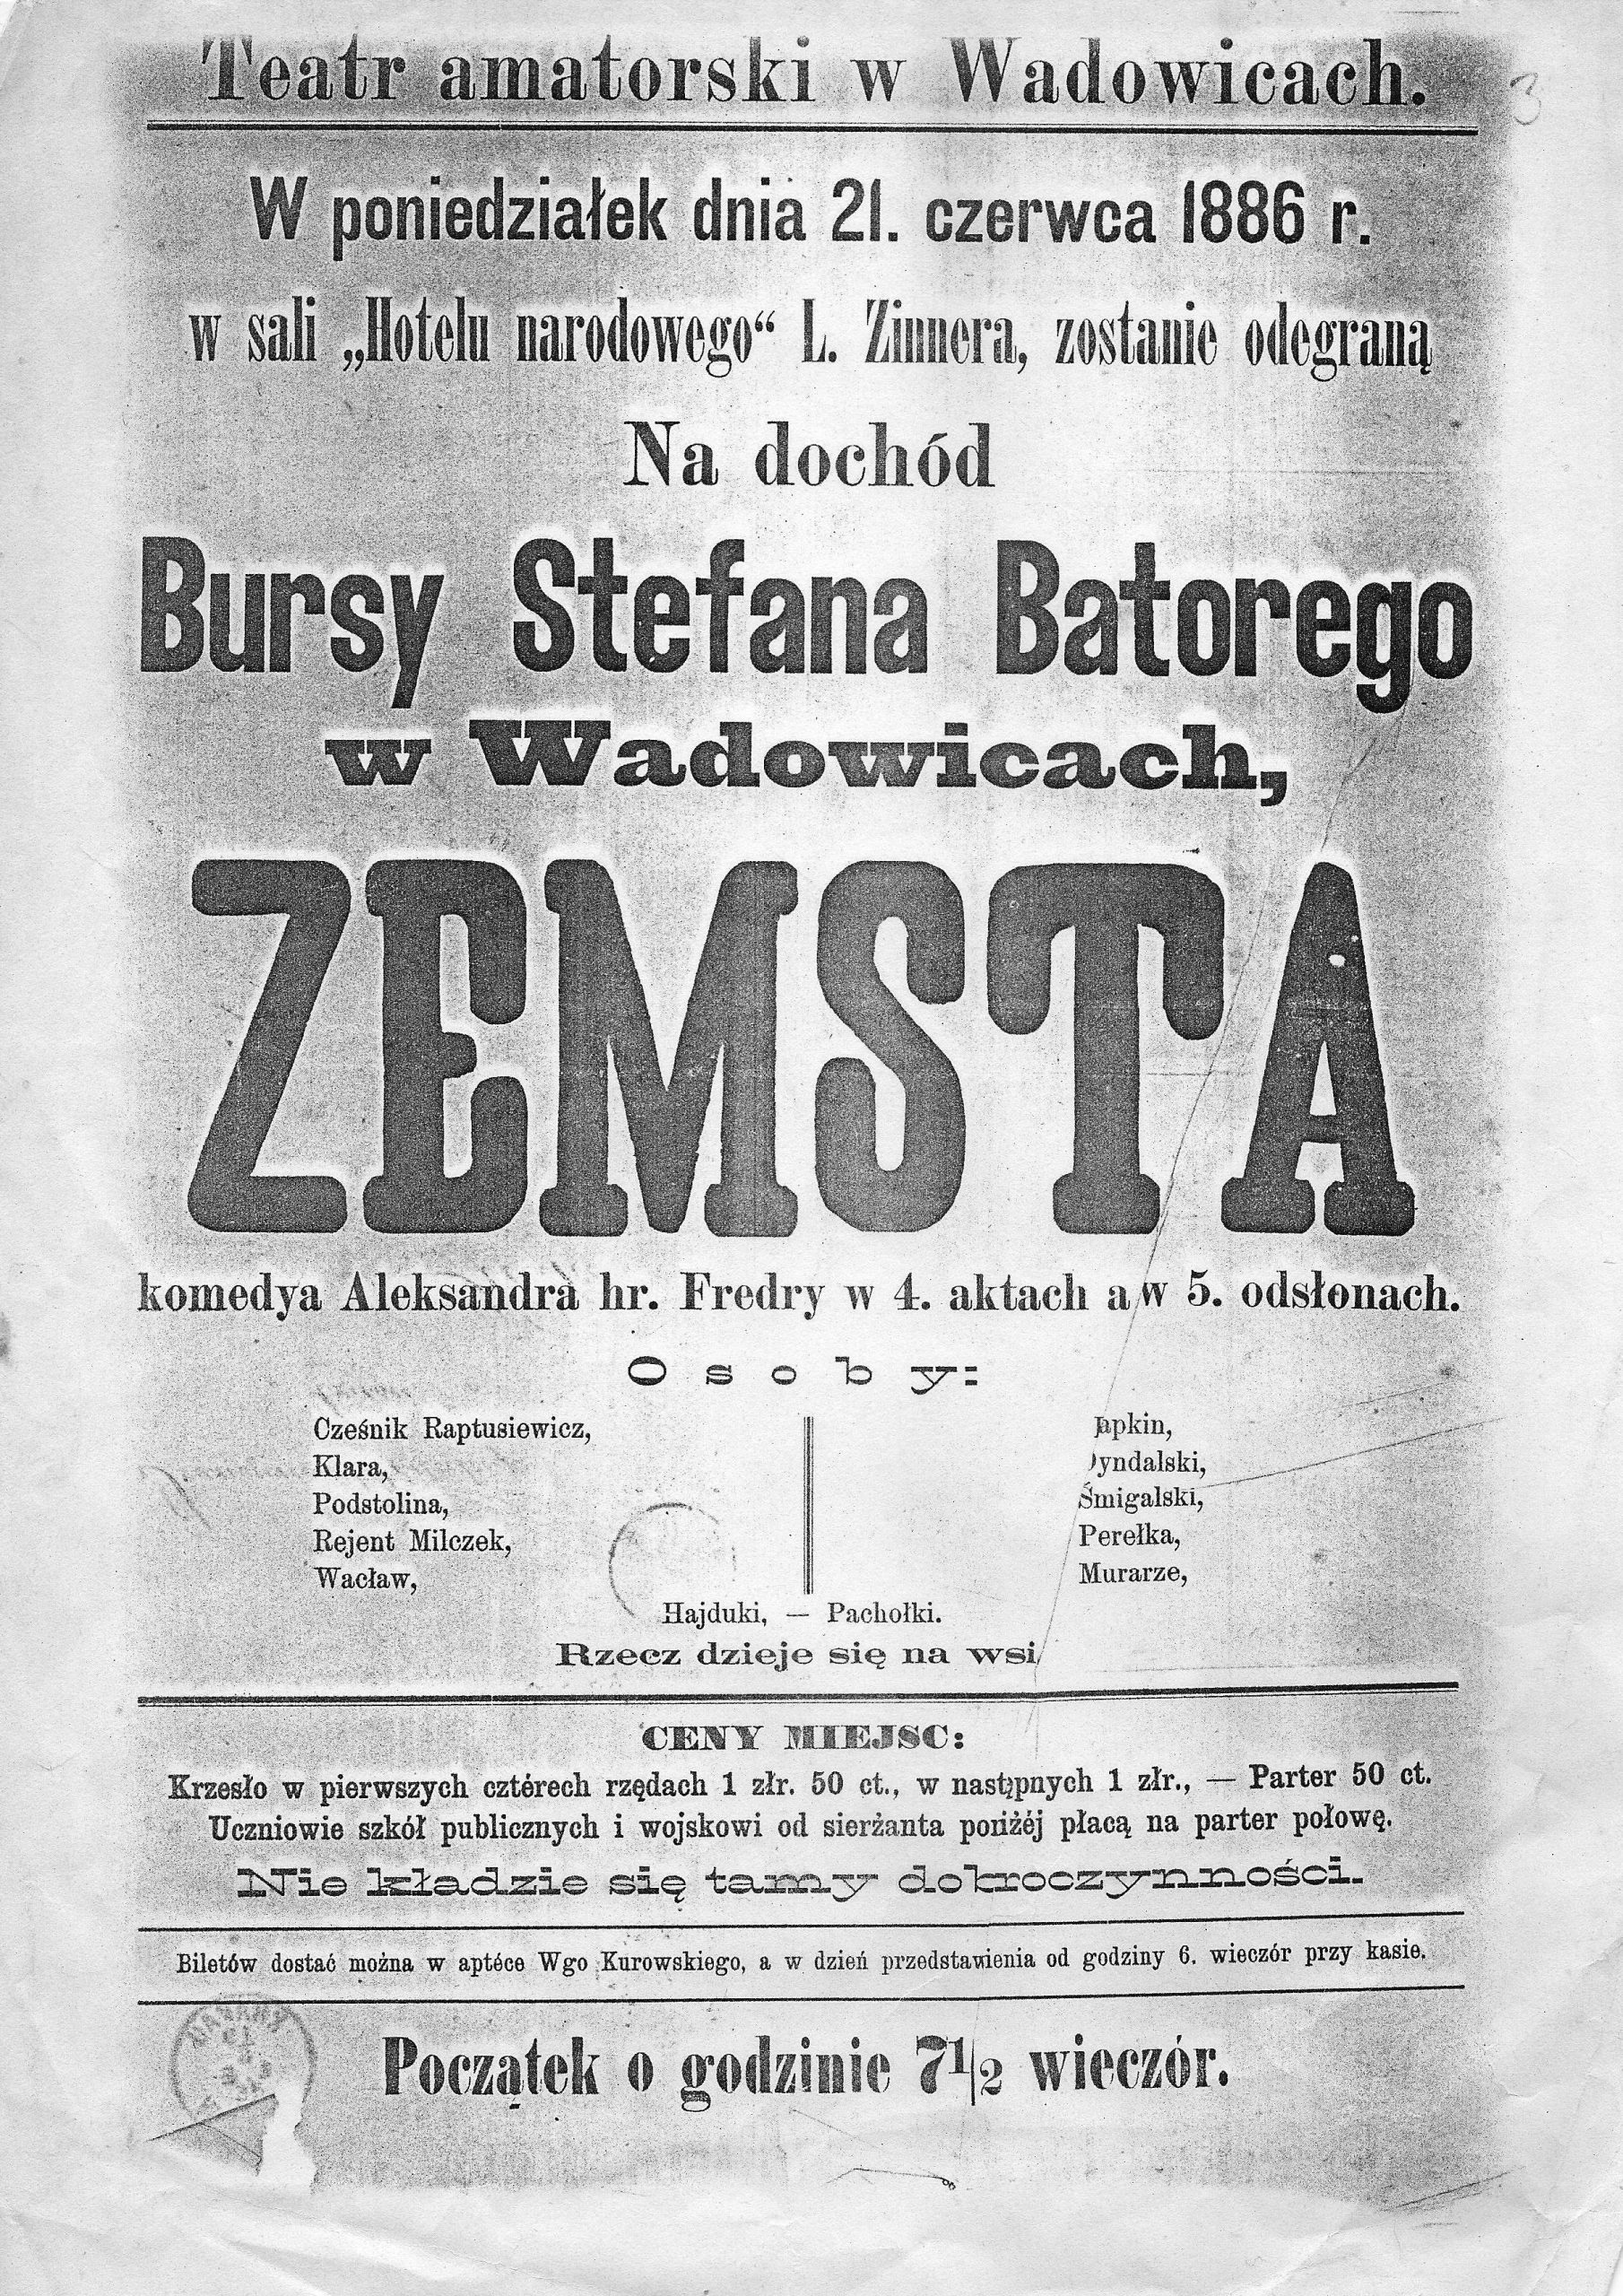 Teatr amatorski w Wadowicach.
3
W poniedziałek dnia 21. czerwca 1886 r.
w sali „Hotelu narodowego“ L. Zinnera, zostanie odegraną
Na dochód
Bursy Stefana Batorego
w Wadowicach,
ZEMSTA
komedya Aleksandra hr. Fredry w 4. aktach a w 5. odsłonach.
Osoby:
Cześnik Raptusiewicz,
Klara,
Podstolina,
Rejent Milczek,
Wacław,
Papkin,
Dyndalski,
Śmigalski,
Perełka,
Murarze,
Hajduki, — Pachołki.
Rzecz dzieje się na wsi
CENY MIEJSC:
Krzesło w pierwszych cztérech rzędach 1 złr. 50 ct., w następnych 1 złr., — Parter 50 ct.
Uczniowie szkół publicznych i wojskowi od sierżanta poniżéj płacą na parter połowę.
Nie kładzie się tamy dobroczynności.
Biletów dostać można w aptéce Wgo Kurowskiego, a w dzień przedstawienia od godziny 6. wieczór przy kasie.
Początek o godzinie 7½ wieczór.